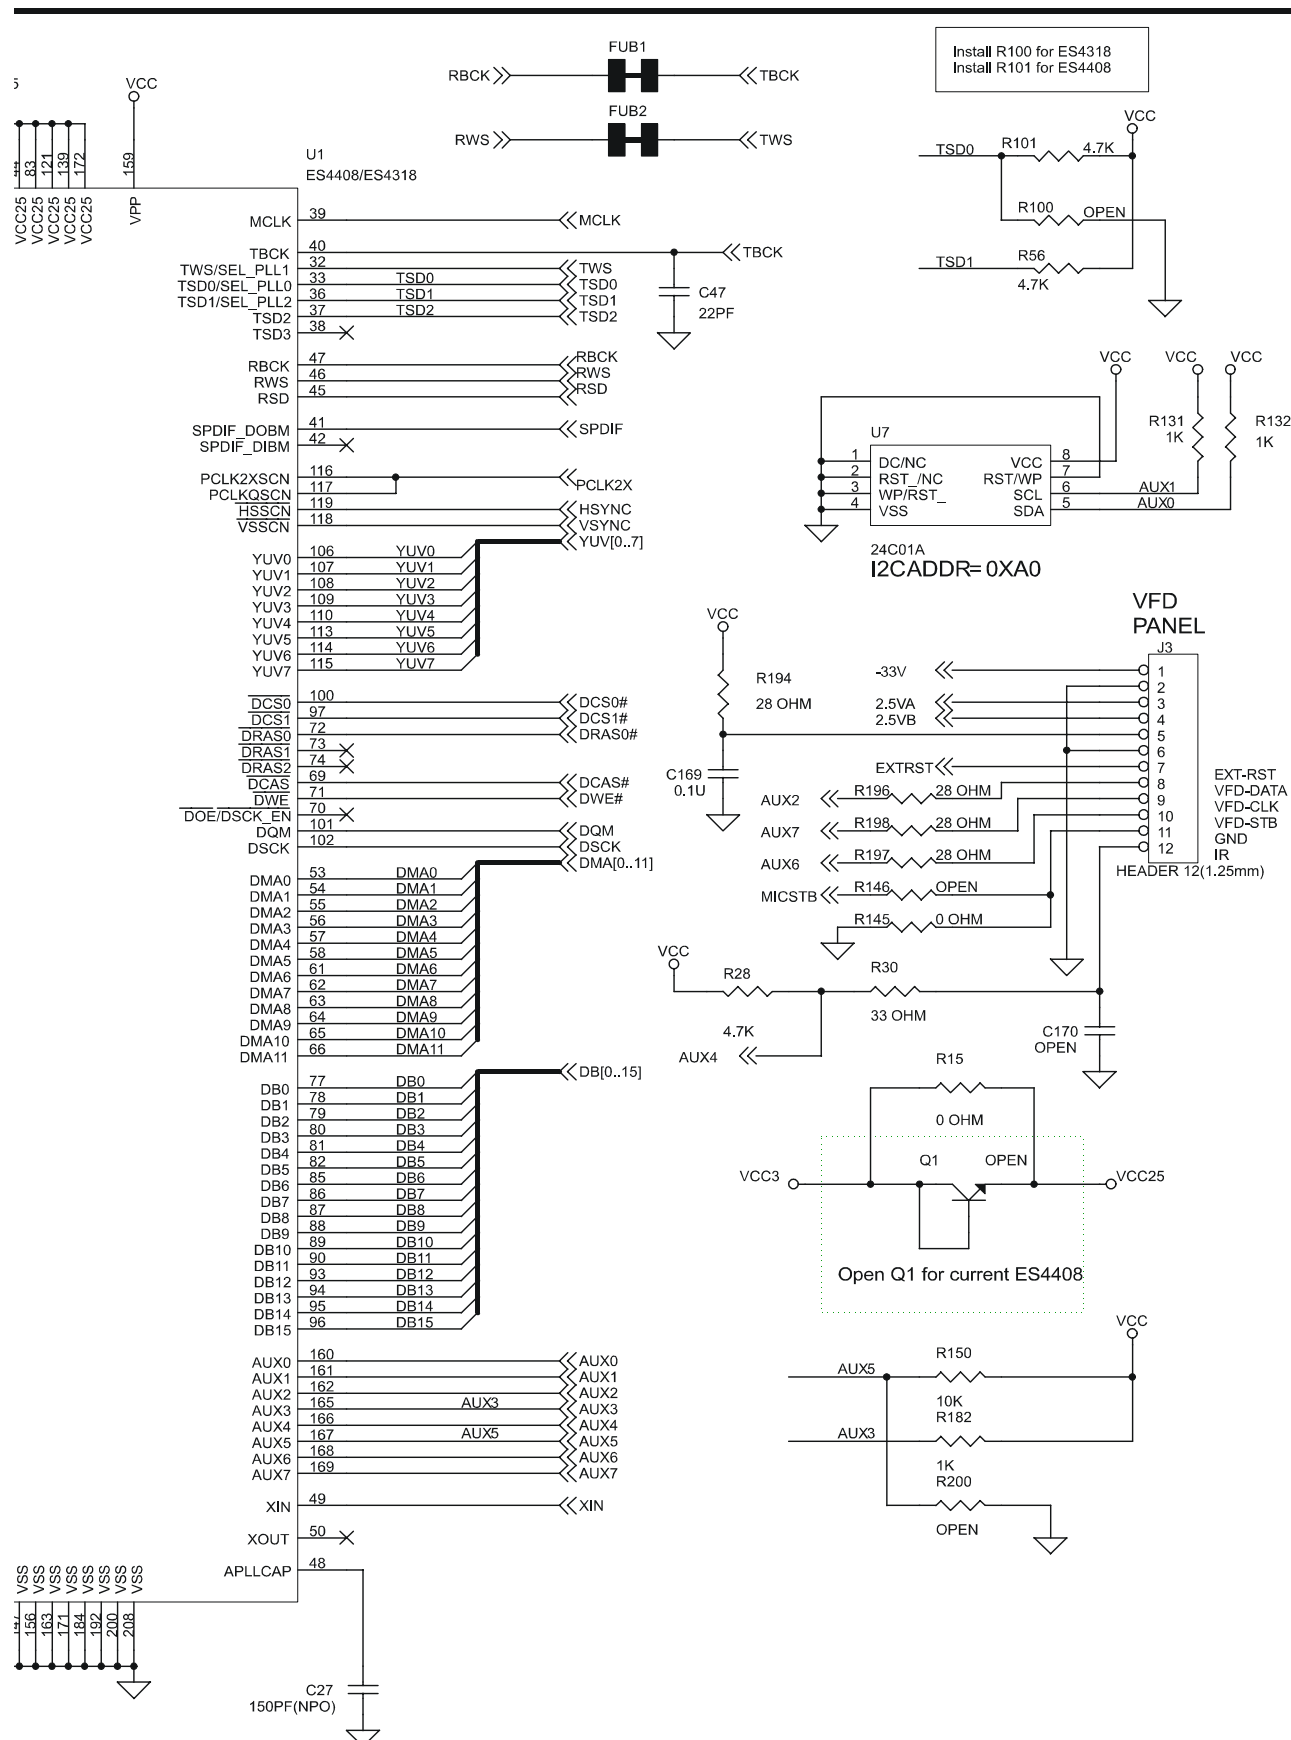 FUB1
RBCK
TBCK
FUB2
RWS
TWS
Install R100 for ES4318
Install R101 for ES4408
VCC
83
121
139
172
159
VCC25
VCC25
VCC25
VCC25
VCC25
VPP
U1
ES4408/ES4318
MCLK 39 MCLK
TBCK 40 TBCK
TWS/SEL_PLL1 32 TWS
TSD0/SEL_PLL0 33 TSD0 TSD0
TSD1/SEL_PLL2 36 TSD1 TSD1
TSD2 37 TSD2 TSD2
TSD3 38
C47
22PF
RBCK 47 RBCK
RWS 46 RWS
RSD 45 RSD
SPDIF_DOBM 41 SPDIF
SPDIF_DIBM 42
PCLK2XSCN 116 PCLK2X
PCLKQSCN 117
HSSCN 119 HSYNC
VSSCN 118 VSYNC
YUV[0..7]
YUV0 106 YUV0
YUV1 107 YUV1
YUV2 108 YUV2
YUV3 109 YUV3
YUV4 110 YUV4
YUV5 113 YUV5
YUV6 114 YUV6
YUV7 115 YUV7
DCS0 100 DCS0#
DCS1 97 DCS1#
DRAS0 72 DRAS0#
DRAS1 73
DRAS2 74
DCAS 69 DCAS#
DWE 71 DWE#
DOE/DSCK_EN 70
DQM 101 DQM
DSCK 102 DSCK
DMA[0..11]
DMA0 53 DMA0
DMA1 54 DMA1
DMA2 55 DMA2
DMA3 56 DMA3
DMA4 57 DMA4
DMA5 58 DMA5
DMA6 61 DMA6
DMA7 62 DMA7
DMA8 63 DMA8
DMA9 64 DMA9
DMA10 65 DMA10
DMA11 66 DMA11
DB[0..15]
DB0 77 DB0
DB1 78 DB1
DB2 79 DB2
DB3 80 DB3
DB4 81 DB4
DB5 82 DB5
DB6 85 DB6
DB7 86 DB7
DB8 87 DB8
DB9 88 DB9
DB10 89 DB10
DB11 90 DB11
DB12 93 DB12
DB13 94 DB13
DB14 95 DB14
DB15 96 DB15
AUX0 160 AUX0
AUX1 161 AUX1
AUX2 162 AUX2
AUX3 165 AUX3 AUX3
AUX4 166 AUX4
AUX5 167 AUX5 AUX5
AUX6 168 AUX6
AUX7 169 AUX7
XIN 49 XIN
XOUT 50
APLLCAP 48
VSS
VSS
VSS
VSS
VSS
VSS
VSS
VSS
156
163
171
184
192
200
208
C27
150PF(NPO)
VCC
TSD0 R101 4.7K
R100 OPEN
TSD1 R56
4.7K
VCC VCC VCC
R131 R132
1K 1K
U7
1 DC/NC VCC 8
2 RST_/NC RST/WP 7
3 WP/RST_ SCL 6 AUX1
4 VSS SDA 5 AUX0
24C01A
I2CADDR= 0XA0
VFD
PANEL
J3
VCC
R194
28 OHM
-33V 1
2
2.5VA 3
2.5VB 4
5
6
EXTRST 7
8
9
10
11
12
C169
0.1U
EXT-RST
VFD-DATA
VFD-CLK
VFD-STB
GND
IR
HEADER 12(1.25mm)
AUX2 R196 28 OHM
AUX7 R198 28 OHM
AUX6 R197 28 OHM
MICSTB R146 OPEN
R145 0 OHM
VCC
R28 R30
4.7K 33 OHM
AUX4
C170
OPEN
R15
0 OHM
Q1 OPEN
VCC3 VCC25
Open Q1 for current ES4408
VCC
AUX5 R150
10K
AUX3 R182
1K
R200
OPEN